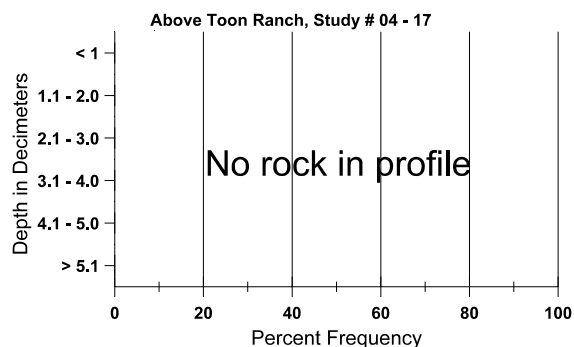 Above Toon Ranch, Study # 04 - 17
Depth in Decimeters
< 1
1.1 - 2.0
2.1 - 3.0
3.1 - 4.0
4.1 - 5.0
> 5.1
No rock in profile
0 20 40 60 80 100
Percent Frequency